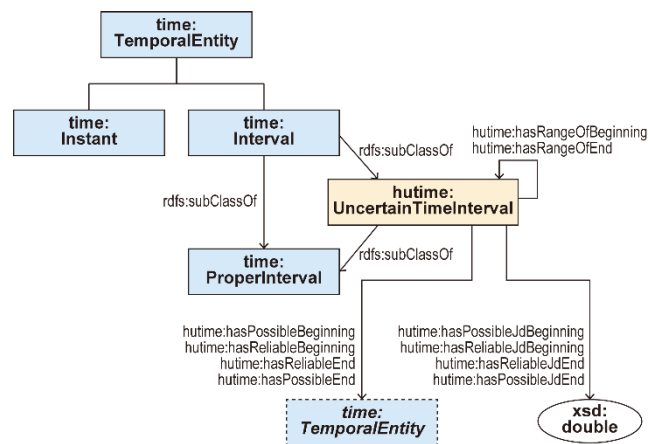 time:
TemporalEntity
time:
Instant
time:
Interval
hutime:hasRangeOfBeginning
hutime:hasRangeOfEnd
rdfs:subClassOf
hutime:
UncertainTimeInterval
rdfs:subClassOf
rdfs:subClassOf
time:
ProperInterval
hutime:hasPossibleBeginning
hutime:hasReliableBeginning
hutime:hasReliableEnd
hutime:hasPossibleEnd
hutime:hasPossibleJdBeginning
hutime:hasReliableJdBeginning
hutime:hasReliableJdEnd
hutime:hasPossibleJdEnd
time:
TemporalEntity
xsd:
double